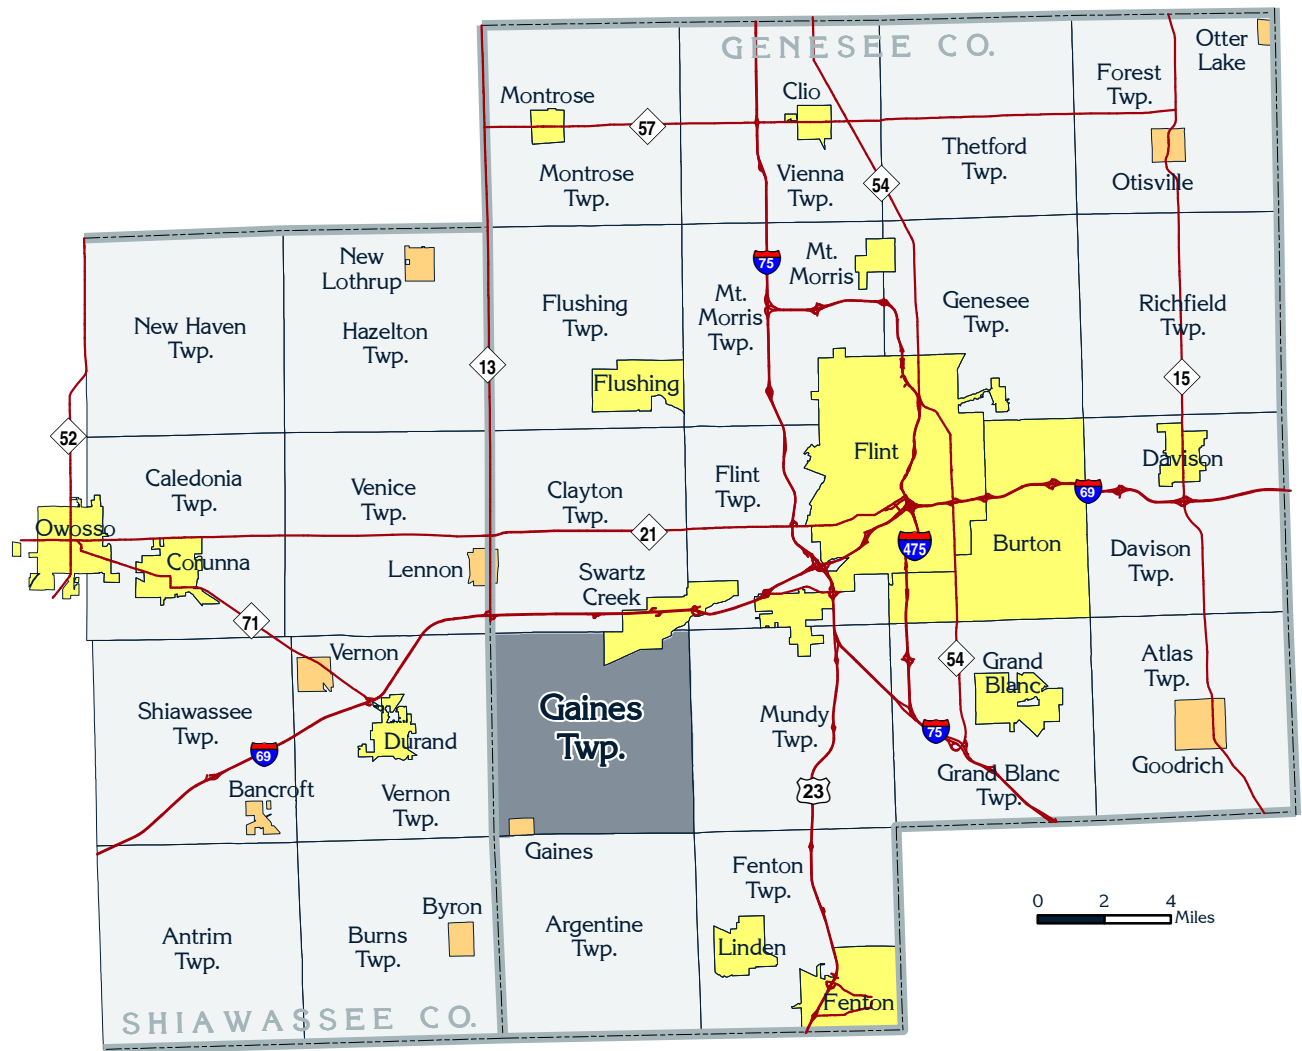 GENESEE CO.
Otter
Lake
Forest
Twp.
Montrose
Clio
57
Montrose
Twp.
Vienna
Twp.
54
Thetford
Twp.
Otisville
New
Lothrup
75
Mt.
Morris
New Haven
Twp.
Hazelton
Twp.
Flushing
Twp.
Mt.
Morris
Twp.
Genesee
Twp.
Richfield
Twp.
13
15
Flushing
52
Caledonia
Twp.
Venice
Twp.
Clayton
Twp.
Flint
Twp.
Flint
Davison
69
Owosso
Corunna
21
475
Burton
Davison
Twp.
Lennon
Swartz
Creek
71
Vernon
54
Grand
Blanc
Atlas
Twp.
Shiawassee
Twp.
69
Durand
Gaines
Twp.
Mundy
Twp.
75
Goodrich
Bancroft
Vernon
Twp.
23
Grand Blanc
Twp.
Gaines
Fenton
Twp.
Byron
Antrim
Twp.
Burns
Twp.
Argentine
Twp.
Linden
Fenton
0 2 4
Miles
SHIAWASSEE CO.